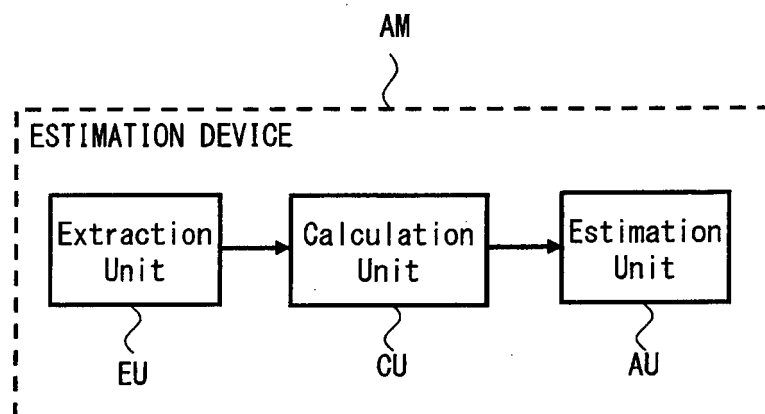 AM
ESTIMATION DEVICE
Extraction
Unit
Calculation
Unit
Estimation
Unit
EU
CU
AU